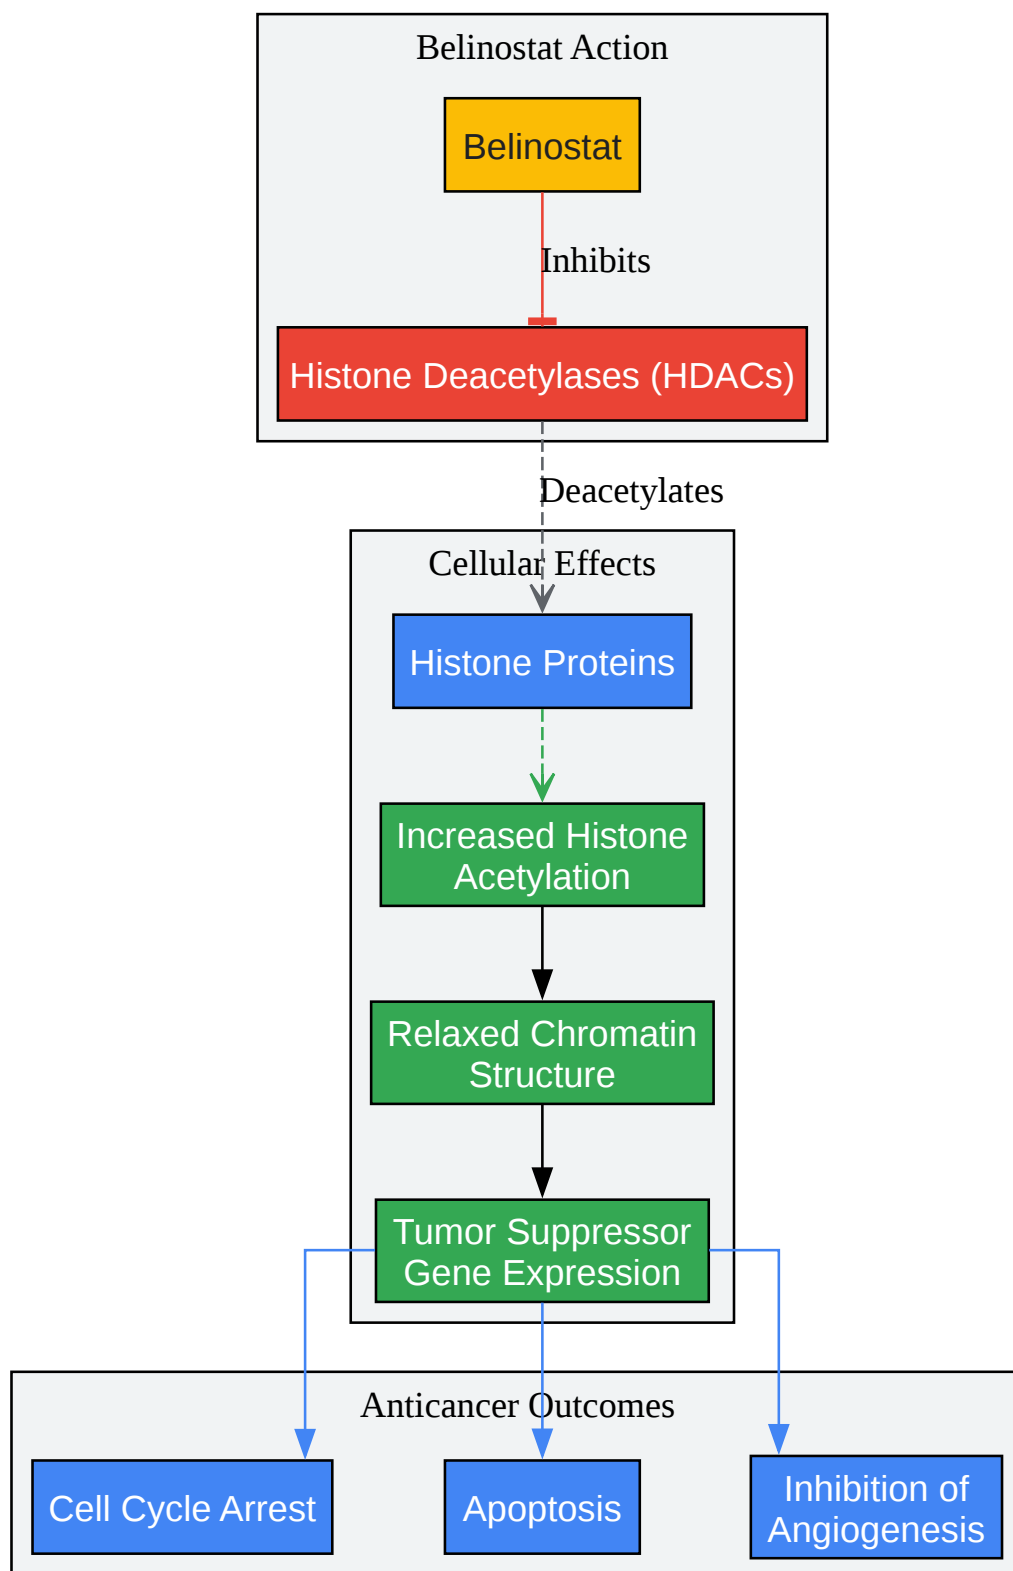 Belinostat Action
Belinostat
Inhibits
Histone Deacetylases (HDACs)
Deacetylates
Cellular Effects
Histone Proteins
Increased Histone
Acetylation
Relaxed Chromatin
Structure
Tumor Suppressor
Gene Expression
Anticancer Outcomes
Cell Cycle Arrest
Apoptosis
Inhibition of
Angiogenesis